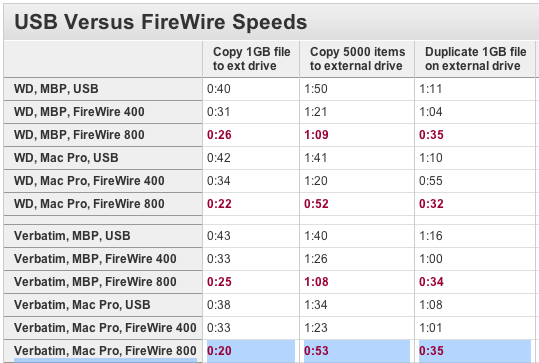 USB Versus FireWire Speeds
Copy 1GB file Copy 5000 items Duplicate 1GB file
to ext drive to external drive on external drive
WD, MBP, USB 0:40 1:50 1:11
WD, MBP, FireWire 400 0:31 1:21 1:04
WD, MBP, FireWire 800 0:26 1:09 0:35
WD, Mac Pro, USB 0:42 1:41 1:10
WD, Mac Pro, FireWire 400 0:34 1:20 0:55
WD, Mac Pro, FireWire 800 0:22 0:52 0:32
Verbatim, MBP, USB 0:43 1:40 1:16
Verbatim, MBP, FireWire 400 0:33 1:26 1:00
Verbatim, MBP, FireWire 800 0:25 1:08 0:34
Verbatim, Mac Pro, USB 0:38 1:34 1:08
Verbatim, Mac Pro, FireWire 400 0:33 1:23 1:01
Verbatim, Mac Pro, FireWire 800 0:20 0:53 0:35